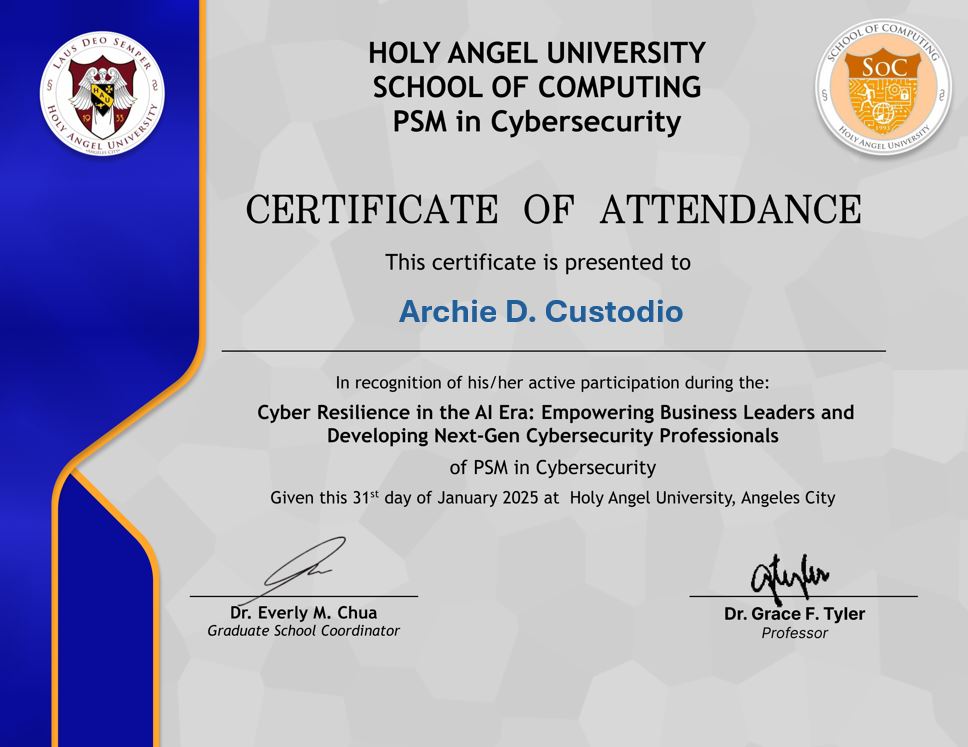 HOLY ANGEL UNIVERSITY
SCHOOL OF COMPUTING
PSM in Cybersecurity
LAUS DEO SEMPER
HOLY ANGEL UNIVERSITY
ANGELES CITY
1933
SCHOOL OF COMPUTING
SoC
1993
HOLY ANGEL UNIVERSITY
CERTIFICATE OF ATTENDANCE
This certificate is presented to
Archie D. Custodio
In recognition of his/her active participation during the:
Cyber Resilience in the AI Era: Empowering Business Leaders and
Developing Next-Gen Cybersecurity Professionals
of PSM in Cybersecurity
Given this 31st day of January 2025 at Holy Angel University, Angeles City
Dr. Everly M. Chua
Graduate School Coordinator
Dr. Grace F. Tyler
Professor